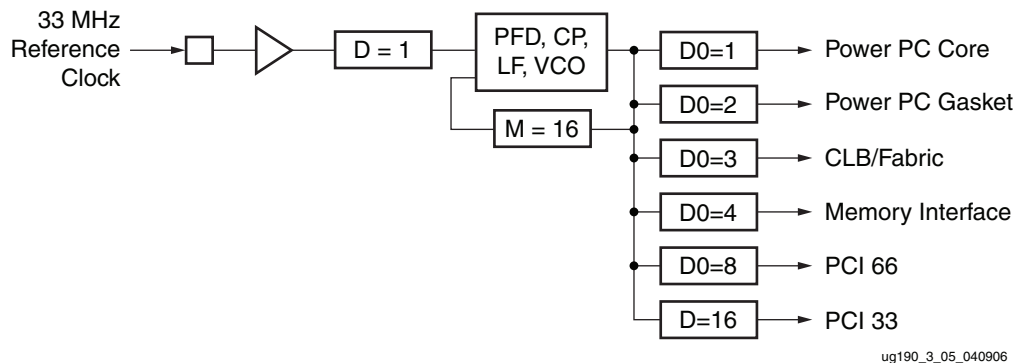 33 MHz
Reference
Clock
D = 1
PFD, CP,
LF, VCO
M = 16
D0=1
Power PC Core
D0=2
Power PC Gasket
D0=3
CLB/Fabric
D0=4
Memory Interface
D0=8
PCI 66
D=16
PCI 33
ug190_3_05_040906